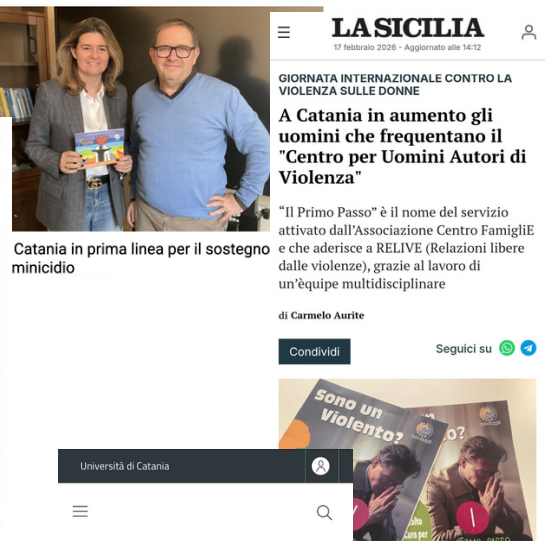 Catania in prima linea per il sostegno
minicidio
LA SICILIA
17 febbraio 2026 - Aggiornato alle 14:12
GIORNATA INTERNAZIONALE CONTRO LA
VIOLENZA SULLE DONNE
A Catania in aumento gli
uomini che frequentano il
"Centro per Uomini Autori di
Violenza"
“Il Primo Passo” è il nome del servizio
attivato dall’Associazione Centro FamigliE
e che aderisce a RELIVE (Relazioni libere
dalle violenze), grazie al lavoro di
un’èquipe multidisciplinare
di Carmelo Aurite
Condividi
Seguici su
Sono un
Violento?
Università di Catania